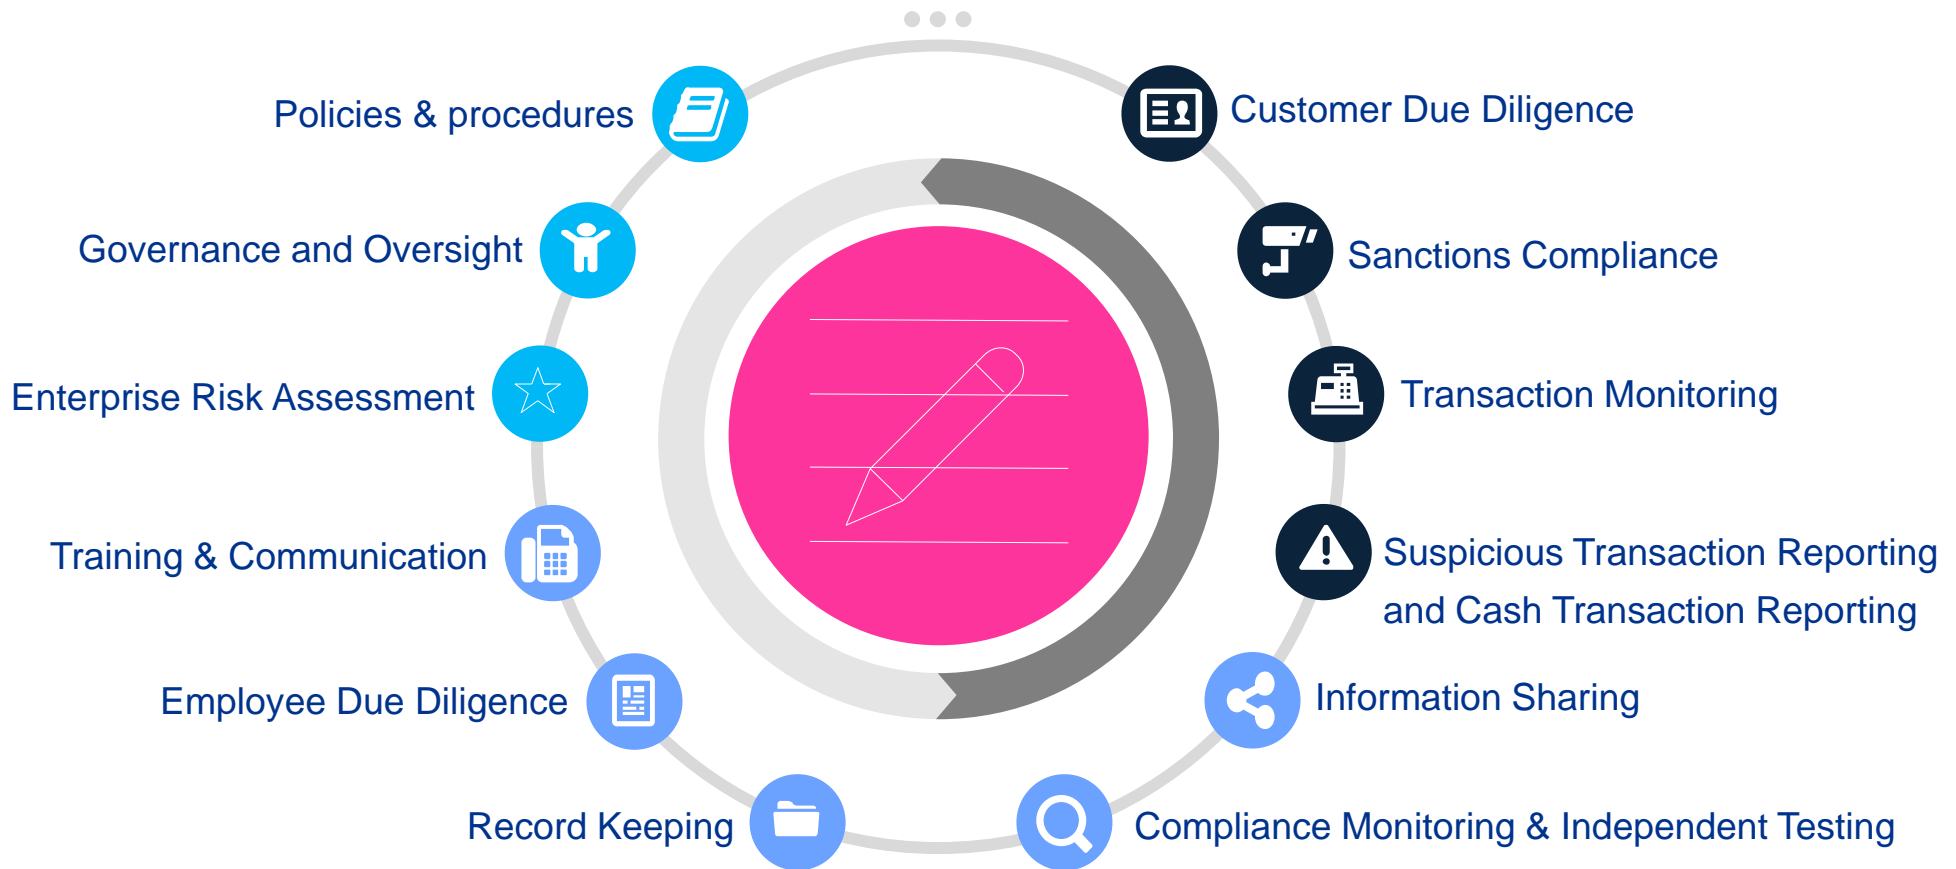 Policies & procedures
Governance and Oversight
Enterprise Risk Assessment
Training & Communication
Employee Due Diligence
Record Keeping
Customer Due Diligence
Sanctions Compliance
Transaction Monitoring
Suspicious Transaction Reporting
and Cash Transaction Reporting
Information Sharing
Compliance Monitoring & Independent Testing